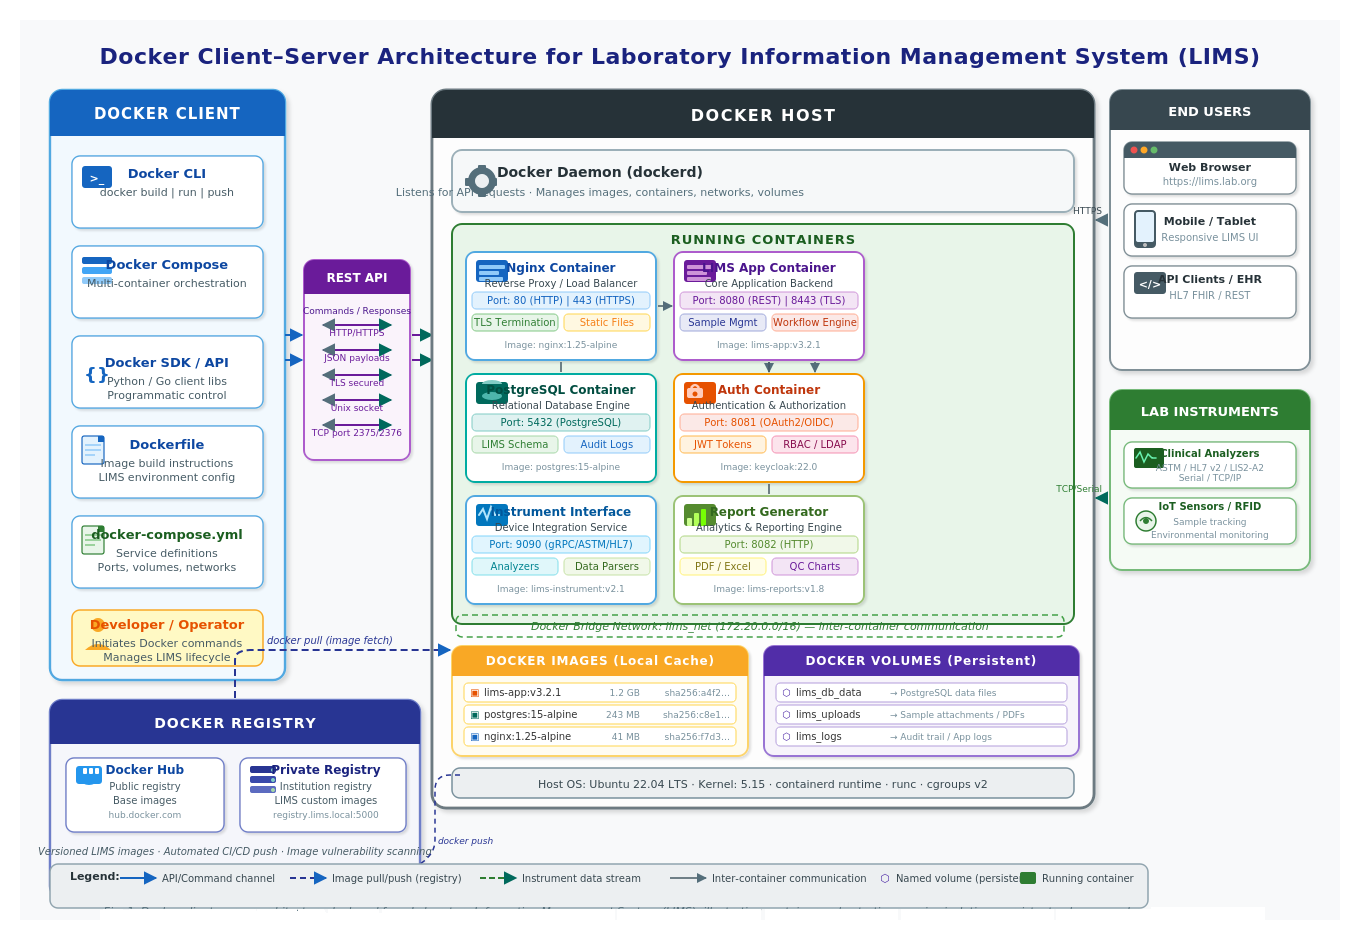 Docker Client–Server Architecture for Laboratory Information Management System (LIMS)
DOCKER CLIENT
>_
Docker CLI
docker build | run | push
Docker Compose
Multi-container orchestration
{}
Docker SDK / API
Python / Go client libs
Programmatic control
Dockerfile
Image build instructions
LIMS environment config
docker-compose.yml
Service definitions
Ports, volumes, networks
Developer / Operator
Initiates Docker commands
Manages LIMS lifecycle
REST API
Commands / Responses
HTTP/HTTPS
JSON payloads
TLS secured
Unix socket
TCP port 2375/2376
DOCKER HOST
Docker Daemon (dockerd)
Listens for API requests · Manages images, containers, networks, volumes
RUNNING CONTAINERS
Nginx Container
Reverse Proxy / Load Balancer
Port: 80 (HTTP) | 443 (HTTPS)
TLS Termination
Static Files
Image: nginx:1.25-alpine
LIMS App Container
Core Application Backend
Port: 8080 (REST) | 8443 (TLS)
Sample Mgmt
Workflow Engine
Image: lims-app:v3.2.1
PostgreSQL Container
Relational Database Engine
Port: 5432 (PostgreSQL)
LIMS Schema
Audit Logs
Image: postgres:15-alpine
Auth Container
Authentication & Authorization
Port: 8081 (OAuth2/OIDC)
JWT Tokens
RBAC / LDAP
Image: keycloak:22.0
Instrument Interface
Device Integration Service
Port: 9090 (gRPC/ASTM/HL7)
Analyzers
Data Parsers
Image: lims-instrument:v2.1
Report Generator
Analytics & Reporting Engine
Port: 8082 (HTTP)
PDF / Excel
QC Charts
Image: lims-reports:v1.8
Docker Bridge Network: lims_net (172.20.0.0/16) — inter-container communication
DOCKER IMAGES (Local Cache)
lims-app:v3.2.1 1.2 GB sha256:a4f2...
postgres:15-alpine 243 MB sha256:c8e1...
nginx:1.25-alpine 41 MB sha256:f7d3...
DOCKER VOLUMES (Persistent)
lims_db_data → PostgreSQL data files
lims_uploads → Sample attachments / PDFs
lims_logs → Audit trail / App logs
Host OS: Ubuntu 22.04 LTS · Kernel: 5.15 · containerd runtime · runc · cgroups v2
END USERS
Web Browser
https://lims.lab.org
Mobile / Tablet
Responsive LIMS UI
</>
API Clients / EHR
HL7 FHIR / REST
HTTPS
LAB INSTRUMENTS
Clinical Analyzers
ASTM / HL7 v2 / LIS2-A2
Serial / TCP/IP
IoT Sensors / RFID
Sample tracking
Environmental monitoring
TCP/Serial
docker pull (image fetch)
DOCKER REGISTRY
Docker Hub
Public registry
Base images
hub.docker.com
Private Registry
Institution registry
LIMS custom images
registry.lims.local:5000
Versioned LIMS images · Automated CI/CD push · Image vulnerability scanning
docker push
Legend:
API/Command channel
Image pull/push (registry)
Instrument data stream
Inter-container communication
Named volume (persiste
Running container